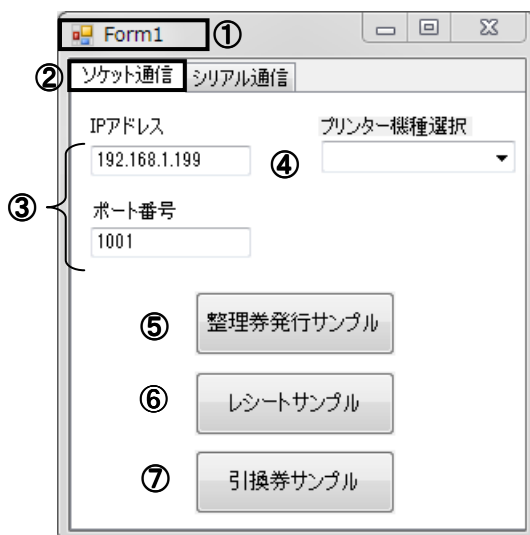 Form1 ①
② ソケット通信 シリアル通信
IPアドレス プリンター機種選択
192.168.1.199 ④
③
ポート番号
1001
⑤ 整理券発行サンプル
⑥ レシートサンプル
⑦ 引換券サンプル